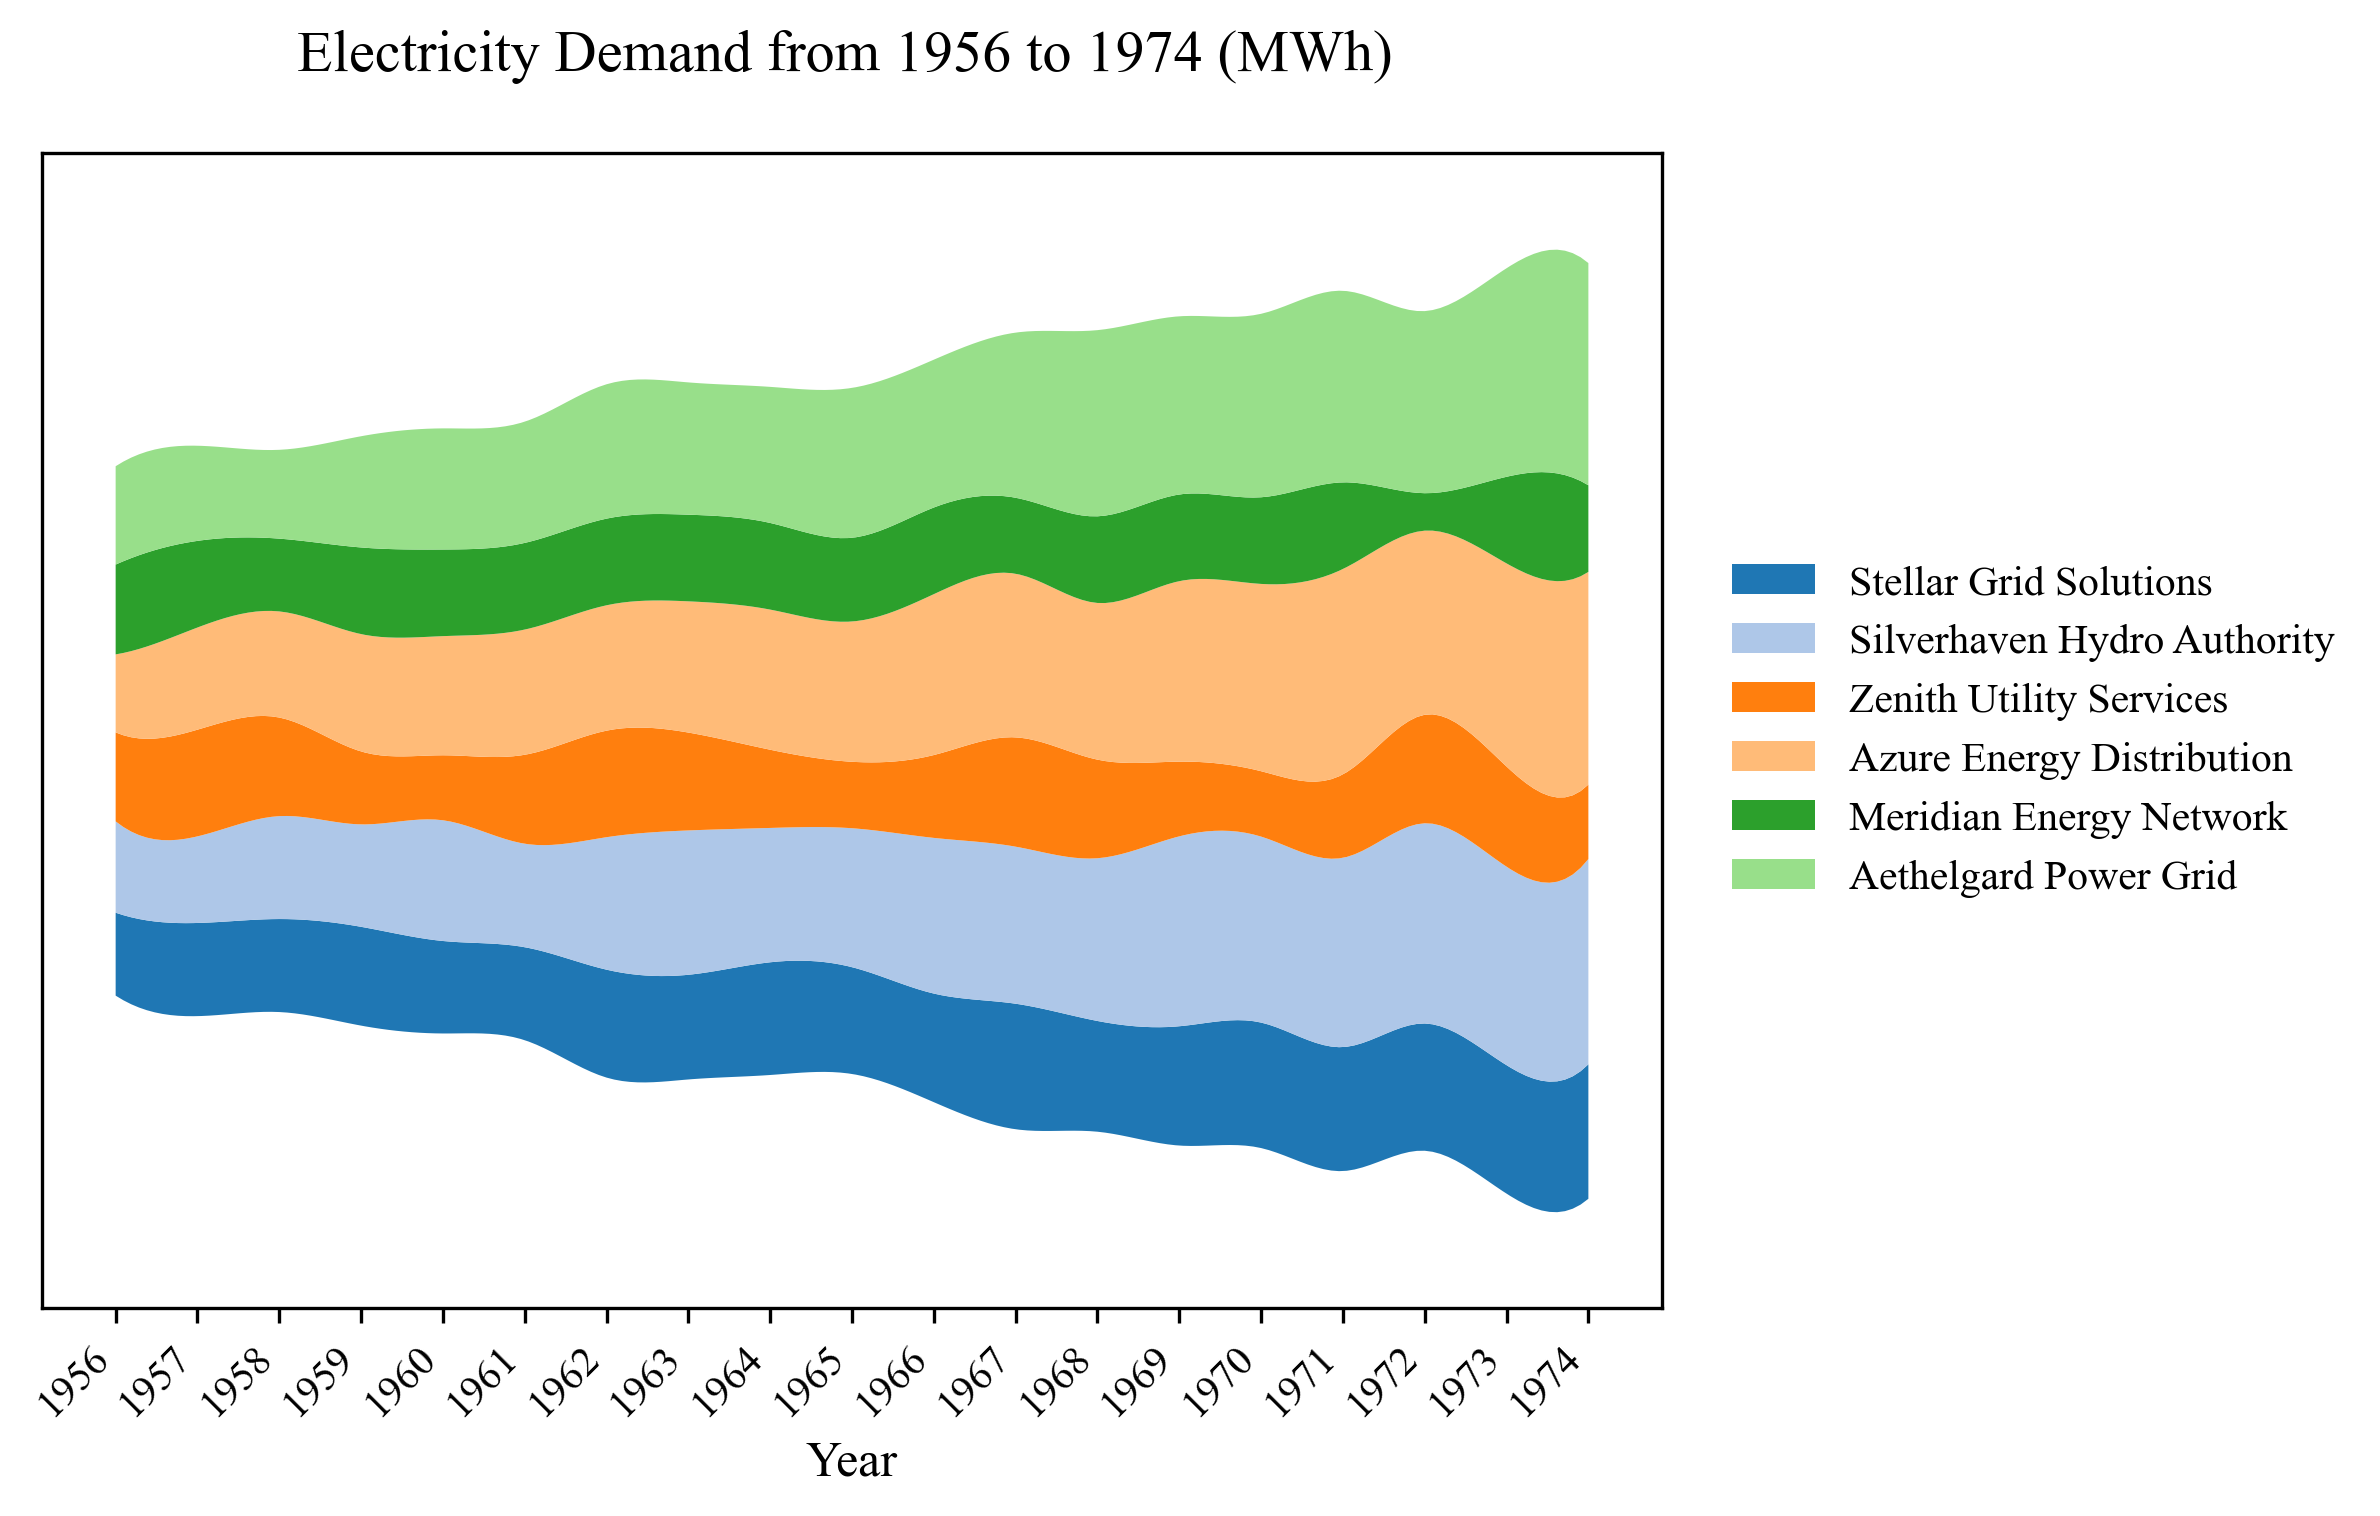 Electricity Demand from 1956 to 1974 (MWh)
Stellar Grid Solutions
Silverhaven Hydro Authority
Zenith Utility Services
Azure Energy Distribution
Meridian Energy Network
Aethelgard Power Grid
1956 1957 1958 1959 1960 1961 1962 1963 1964 1965 1966 1967 1968 1969 1970 1971 1972 1973 1974
Year